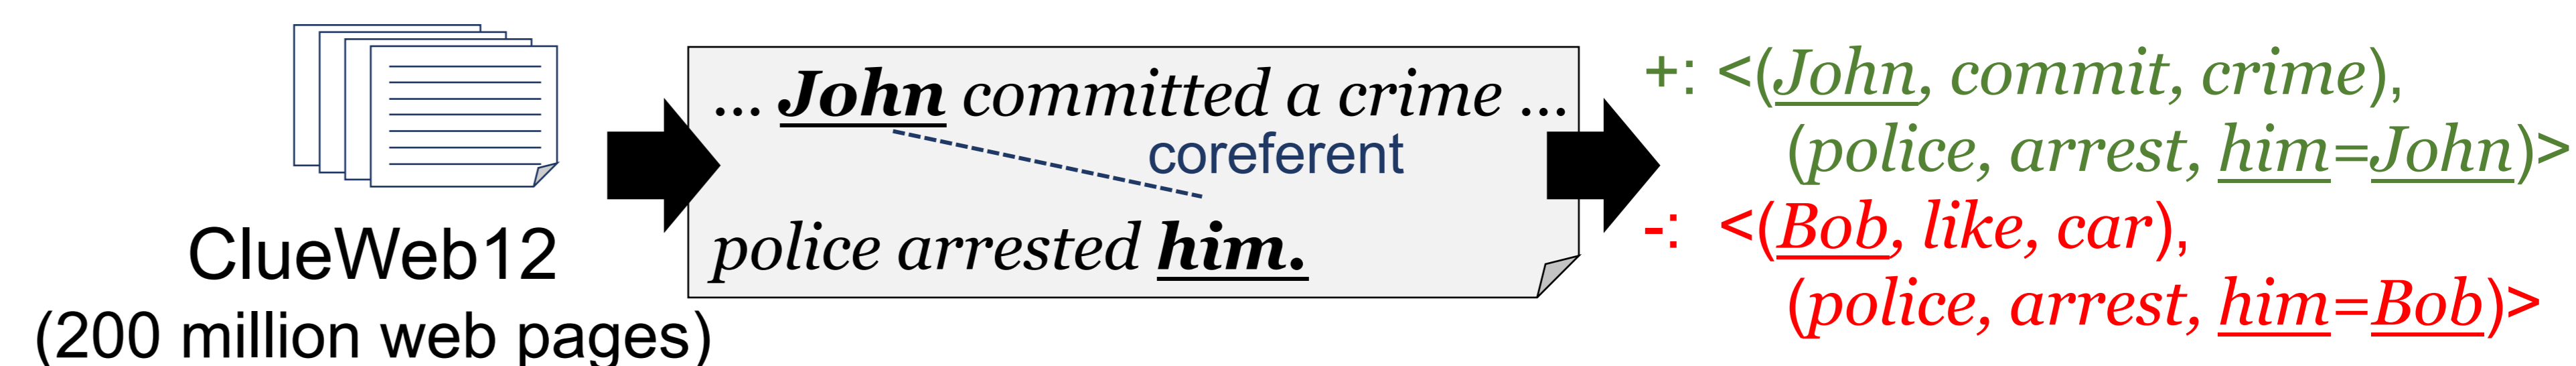 ClueWeb12
(200 million web pages)
... John committed a crime ...
coreferent
police arrested him.
+: <(John, commit, crime),
(police, arrest, him=John)>
-: <(Bob, like, car),
(police, arrest, him=Bob)>